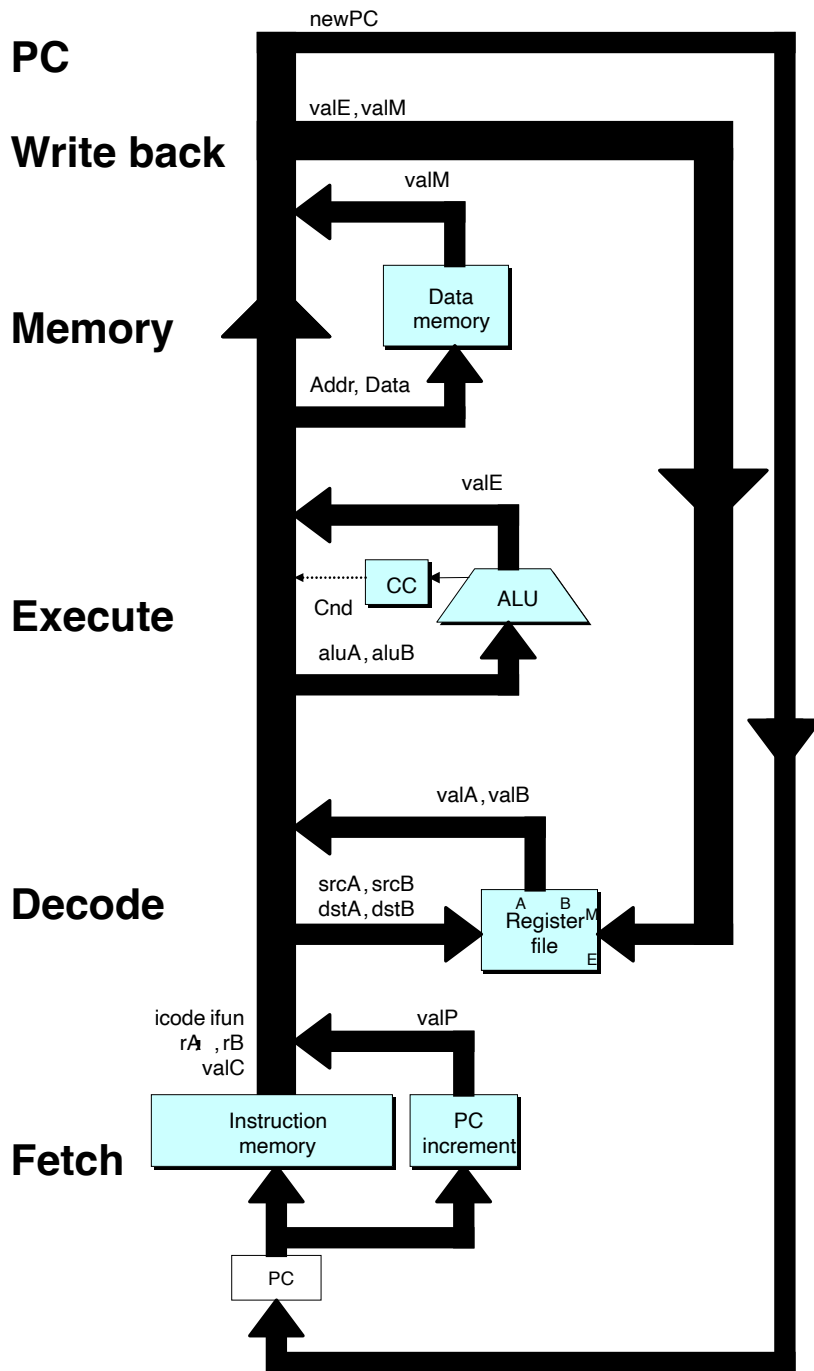 newPC
PC
valE, valM
Write back
valM
Data
memory
Memory
Addr, Data
valE
CC
ALU
Cnd
Execute
aluA, aluB
valA, valB
srcA, srcB
dstA, dstB
Decode
A B
M
Register
file
E
icode ifun
rA , rB
valC
valP
Instruction
memory
PC
increment
Fetch
PC